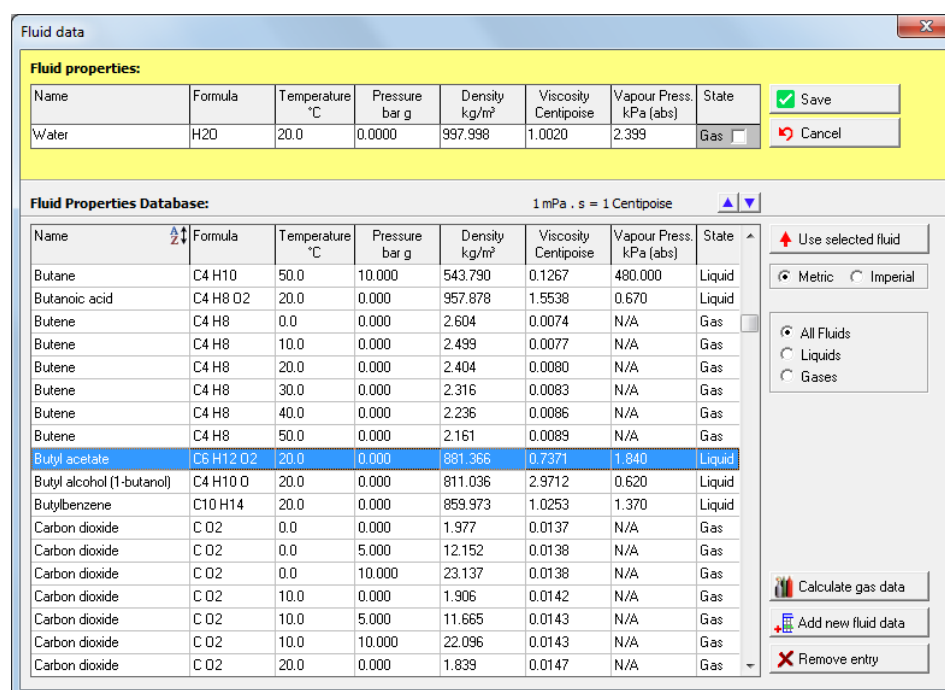 Fluid data
Fluid properties:
Name Formula Temperature °C Pressure bar g Density kg/m³ Viscosity Centipoise Vapour Press. kPa (abs) State
Water H2O 20.0 0.0000 997.998 1.0020 2.399 Gas
Save
Cancel
Fluid Properties Database: 1 mPa . s = 1 Centipoise
Name A Z Formula Temperature °C Pressure bar g Density kg/m³ Viscosity Centipoise Vapour Press. kPa (abs) State
Butane C4 H10 50.0 10.000 543.790 0.1267 480.000 Liquid
Butanoic acid C4 H8 O2 20.0 0.000 957.878 1.5538 0.670 Liquid
Butene C4 H8 0.0 0.000 2.604 0.0074 N/A Gas
Butene C4 H8 10.0 0.000 2.499 0.0077 N/A Gas
Butene C4 H8 20.0 0.000 2.404 0.0080 N/A Gas
Butene C4 H8 30.0 0.000 2.316 0.0083 N/A Gas
Butene C4 H8 40.0 0.000 2.236 0.0086 N/A Gas
Butene C4 H8 50.0 0.000 2.161 0.0089 N/A Gas
Butyl acetate C6 H12 O2 20.0 0.000 881.366 0.7371 1.840 Liquid
Butyl alcohol (1-butanol) C4 H10 O 20.0 0.000 811.036 2.9712 0.620 Liquid
Butylbenzene C10 H14 20.0 0.000 859.973 1.0253 1.370 Liquid
Carbon dioxide C O2 0.0 0.000 1.977 0.0137 N/A Gas
Carbon dioxide C O2 0.0 5.000 12.152 0.0138 N/A Gas
Carbon dioxide C O2 0.0 10.000 23.137 0.0138 N/A Gas
Carbon dioxide C O2 10.0 0.000 1.906 0.0142 N/A Gas
Carbon dioxide C O2 10.0 5.000 11.665 0.0143 N/A Gas
Carbon dioxide C O2 10.0 10.000 22.096 0.0143 N/A Gas
Carbon dioxide C O2 20.0 0.000 1.839 0.0147 N/A Gas
Use selected fluid
Metric Imperial
All Fluids
Liquids
Gases
Calculate gas data
Add new fluid data
Remove entry